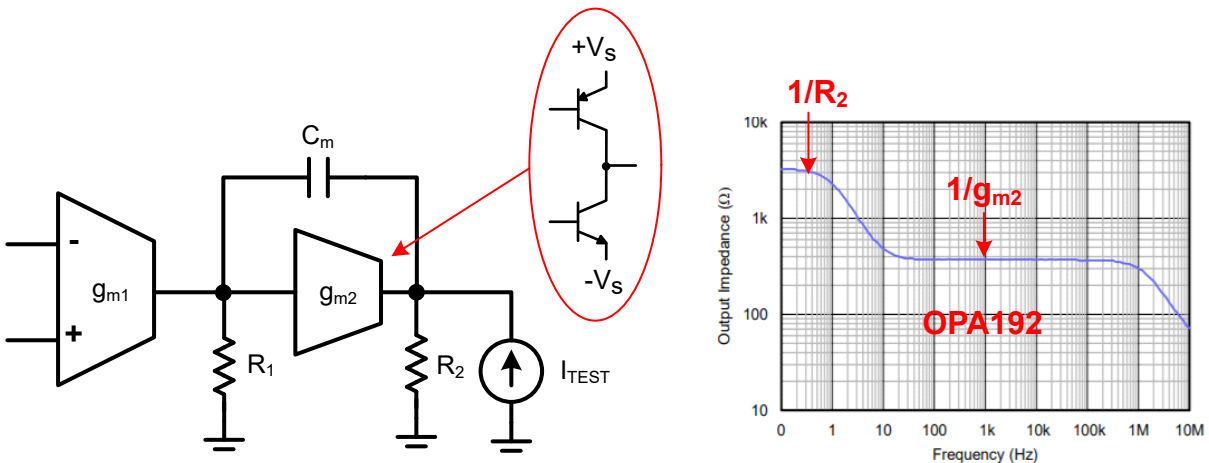 +VS
-VS
Cm
-
gm1
+
gm2
R1
R2
ITEST
1/R2
1/gm2
OPA192
Output Impedance (Ω)
10k
1k
100
10
0 1 10 100 1k 10k 100k 1M 10M
Frequency (Hz)